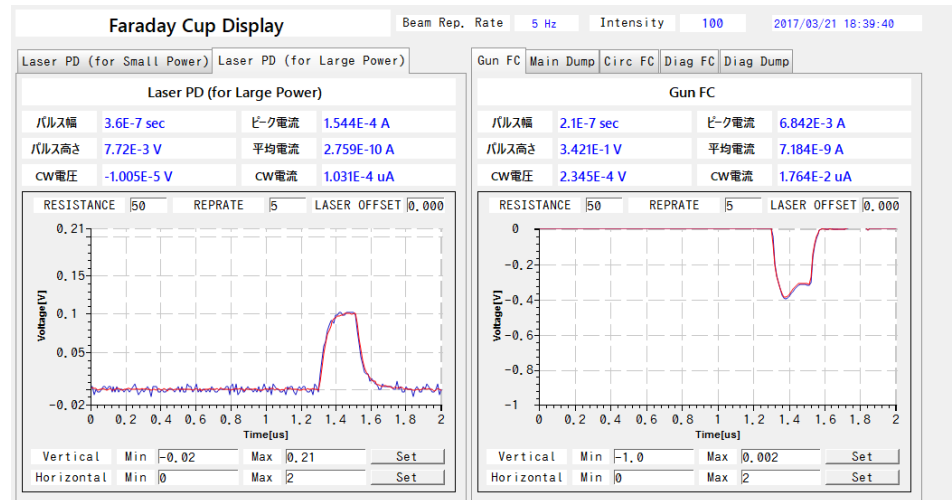 Faraday Cup Display
Beam Rep. Rate 5 Hz Intensity 100 2017/03/21 18:39:40
Laser PD (for Small Power) Laser PD (for Large Power)
Laser PD (for Large Power)
パルス幅 3.6E-7 sec ピーク電流 1.544E-4 A
パルス高さ 7.72E-3 V 平均電流 2.759E-10 A
CW電圧 -1.005E-5 V CW電流 1.031E-4 uA
RESISTANCE 50 REPRATE 5 LASER OFFSET 0.000
0.21
0.15
0.1
0.05
-0.02
Voltage[V]
0 0.2 0.4 0.6 0.8 1 1.2 1.4 1.6 1.8 2
Time[us]
Vertical Min -0.02 Max 0.21 Set
Horizontal Min 0 Max 2 Set
Gun FC Main Dump Circ FC Diag FC Diag Dump
Gun FC
パルス幅 2.1E-7 sec ピーク電流 6.842E-3 A
パルス高さ 3.421E-1 V 平均電流 7.184E-9 A
CW電圧 2.345E-4 V CW電流 1.764E-2 uA
RESISTANCE 50 REPRATE 5 LASER OFFSET 0.000
0
-0.2
-0.4
-0.6
-0.8
-1
Voltage[V]
0 0.2 0.4 0.6 0.8 1 1.2 1.4 1.6 1.8 2
Time[us]
Vertical Min -1.0 Max 0.002 Set
Horizontal Min 0 Max 2 Set